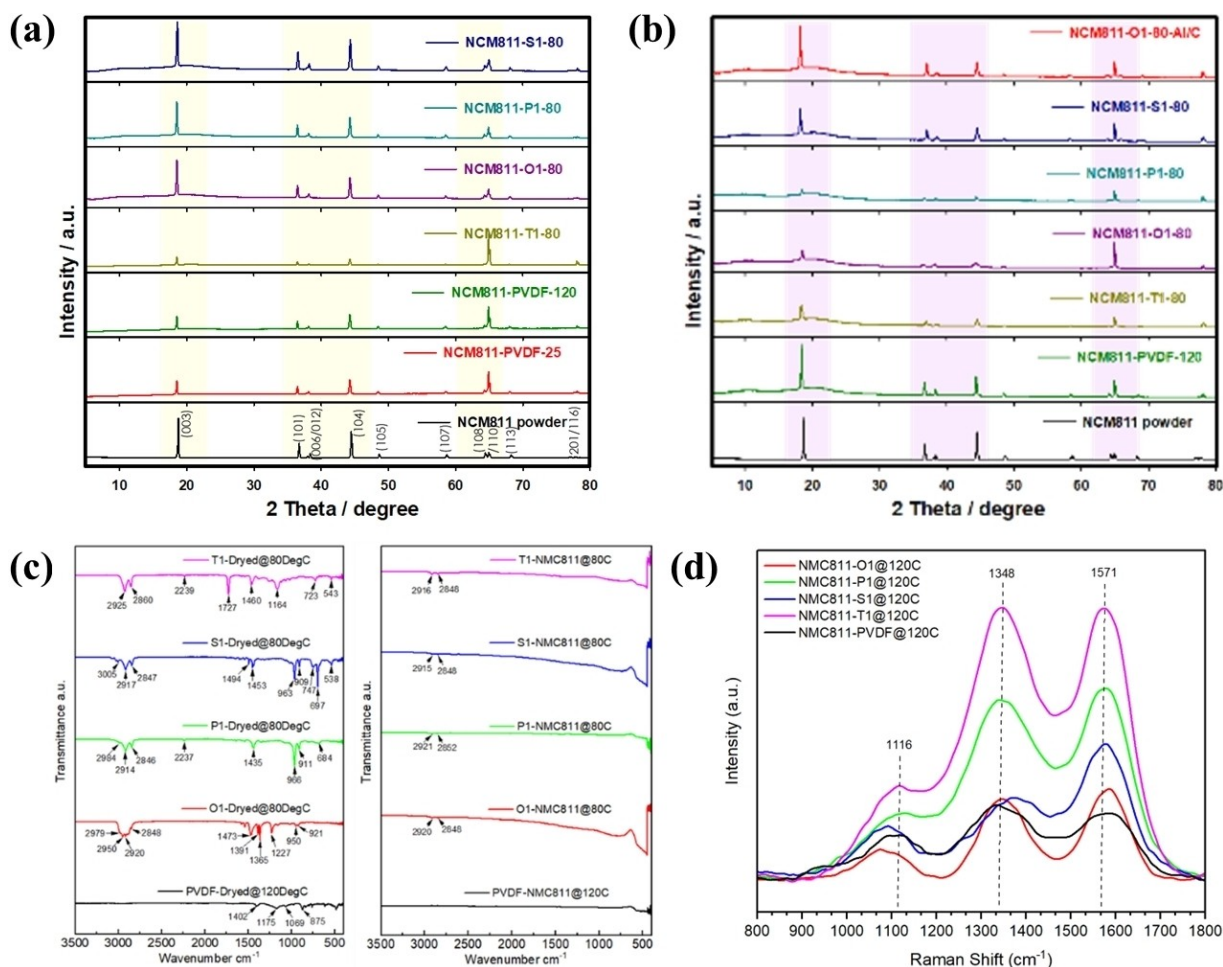 (a)
NCM811-S1-80
NCM811-P1-80
NCM811-O1-80
NCM811-T1-80
NCM811-PVDF-120
NCM811-PVDF-25
NCM811 powder
(003)
(101)
(006/012)
(104)
(105)
(107)
(108
/110)
(113)
(201/116)
Intensity / a.u.
10 20 30 40 50 60 70 80
2 Theta / degree
(b)
NCM811-O1-80-Al/C
NCM811-S1-80
NCM811-P1-80
NCM811-O1-80
NCM811-T1-80
NCM811-PVDF-120
NCM811 powder
Intensity / a.u.
10 20 30 40 50 60 70 80
2 Theta / degree
(c)
T1-Dryed@80DegC
2925 2860 2239 1727 1460 1164 723 543
S1-Dryed@80DegC
3005 2917 2847 1494 1453 963 909 747 697 538
P1-Dryed@80DegC
2984 2914 2846 2237 1435 966 911 684
O1-Dryed@80DegC
2979 2950 2920 2848 1473 1391 1365 1227 950 921
PVDF-Dryed@120DegC
1402 1175 1069 875
Transmittance a.u.
3500 3000 2500 2000 1500 1000 500
Wavenumber cm-1
T1-NMC811@80C
2916 2848
S1-NMC811@80C
2915 2848
P1-NMC811@80C
2921 2852
O1-NMC811@80C
2920 2848
PVDF-NMC811@120C
Transmittance a.u.
3500 3000 2500 2000 1500 1000 500
Wavenumber cm-1
(d)
NMC811-O1@120C
NMC811-P1@120C
NMC811-S1@120C
NMC811-T1@120C
NMC811-PVDF@120C
1116
1348
1571
Intensity (a.u.)
800 900 1000 1100 1200 1300 1400 1500 1600 1700 1800
Raman Shift (cm-1)